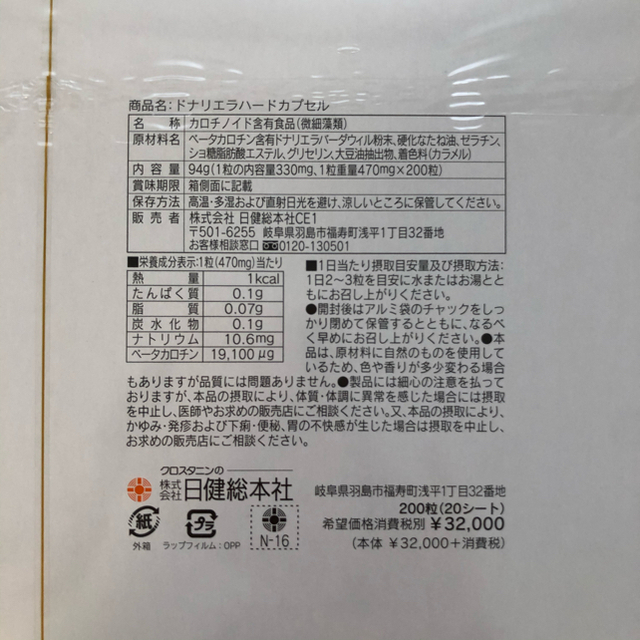 商品名：ドナリエラハードカプセル
名 称 カロチノイド含有食品（微細藻類）
原材料名 ベータカロチン含有ドナリエラバーダウィル粉末、硬化なたね油、ゼラチン、
ショ糖脂肪酸エステル、グリセリン、大豆油抽出物、着色料（カラメル）
内 容 量 94g（1粒の内容量330mg、1粒重量470mg×200粒）
賞味期限 箱側面に記載
保存方法 高温・多湿および直射日光を避け、涼しいところに保管してください。
販 売 者 株式会社 日健総本社CE1
〒501-6255 岐阜県羽島市福寿町浅平1丁目32番地
お客様相談窓口 0120-130501
■栄養成分表示:1粒（470mg）当たり
熱 量 1kcal
たんぱく質 0.1g
脂 質 0.07g
炭水化物 0.1g
ナトリウム 10.6mg
ベータカロチン 19,100μg
■1日当たり摂取目安量及び摂取方法：
1日2〜3粒を目安に水またはお湯とと
もにお召し上がりください。
●開封後はアルミ袋のチャックをしっ
かり閉めて保管するとともに、なるべ
く早めにお召し上がりください。●本
品は、原材料に自然のものを使用して
いるため、色や香りが多少変わる場合
もありますが品質には問題ありません。●製品には細心の注意を払って
おりますが、本品の摂取により、体質・体調に異常を感じた場合には摂取
を中止し、医師やお求めの販売店にご相談ください。又、本品の摂取により、
かゆみ・発疹および下痢・便秘、胃の不快感が生じた場合は摂取を中止し、
お求めの販売店にご相談ください。
クロスタニンの
株式会社 日健総本社 岐阜県羽島市福寿町浅平1丁目32番地
200粒（20シート）
希望価格消費税別 ¥32,000
（本体 ¥32,000＋消費税）
紙
外箱
プラ
ラップフィルム：OPP
N-16